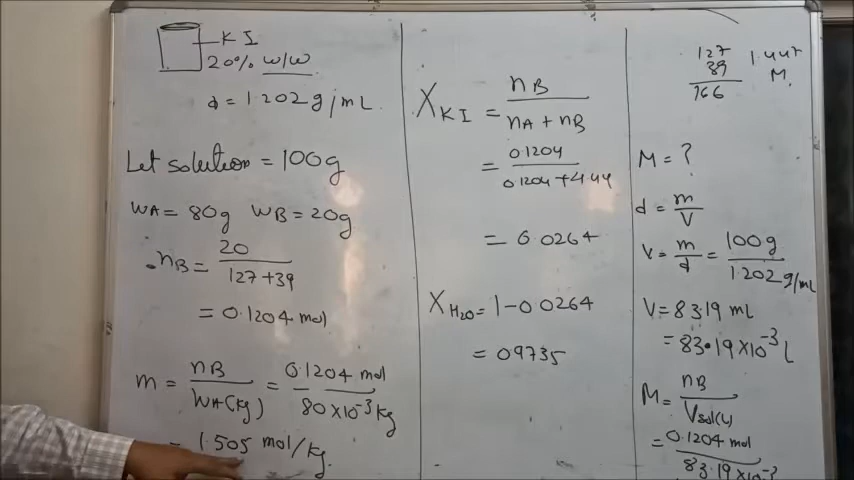 KI
20% w/w
d = 1.202 g/mL
Let solution = 100g
WA = 80g WB = 20g
nB = 20 / 127+39
= 0.1204 mol
m = nB / WA(kg) = 0.1204 mol / 80×10⁻³ kg
= 1.505 mol/kg.
XKI = nB / nA + nB
= 0.1204 / 0.1204 + 4.44
= 0.0264
XH2O = 1 - 0.0264
= 0.9735
127
39
166
1.447
M.
M = ?
d = m / V
V = m / d = 100g / 1.202 g/mL
V = 83.19 mL
= 83.19 × 10⁻³ L
M = nB / Vsol(L)
= 0.1204 mol / 83.19 × 10⁻³